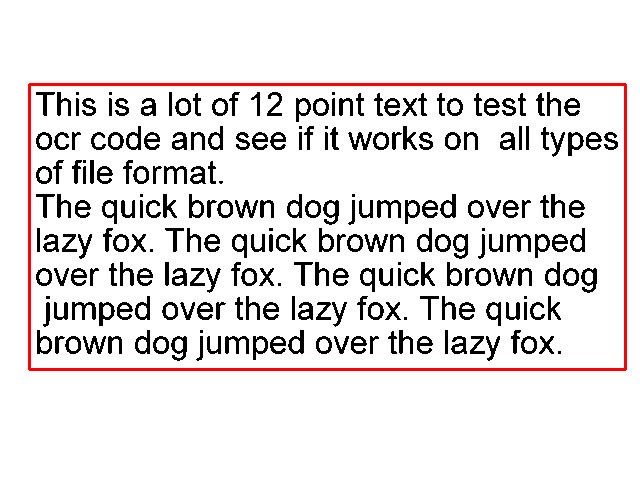 This is a lot of 12 point text to test the
ocr code and see if it works on  all types
of file format.
The quick brown dog jumped over the
lazy fox. The quick brown dog jumped
over the lazy fox. The quick brown dog
jumped over the lazy fox. The quick
brown dog jumped over the lazy fox.